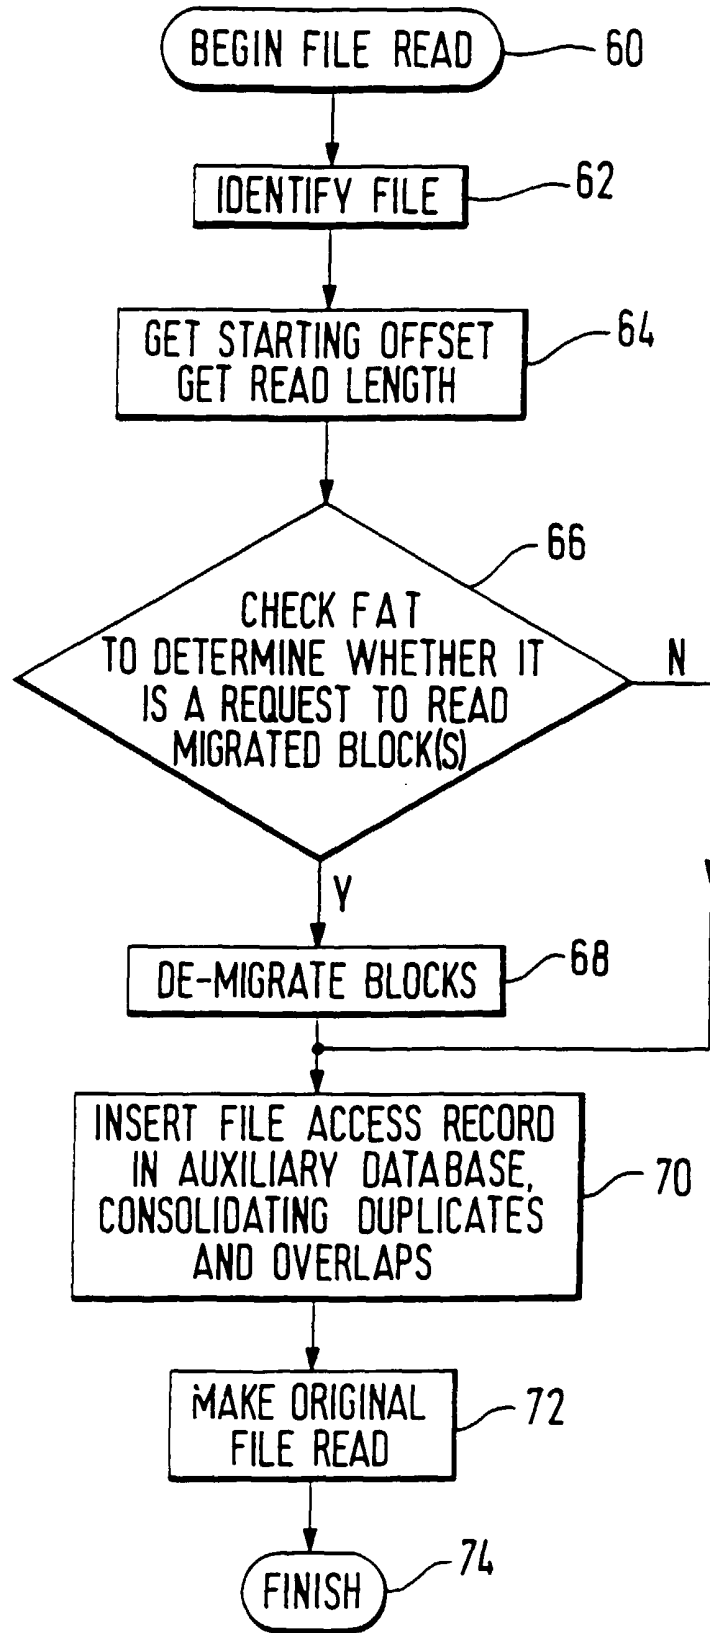 BEGIN FILE READ
60
IDENTIFY FILE
62
GET STARTING OFFSET
GET READ LENGTH
64
66
CHECK FAT
TO DETERMINE WHETHER IT
IS A REQUEST TO READ
MIGRATED BLOCK(S)
N
Y
DE-MIGRATE BLOCKS
68
INSERT FILE ACCESS RECORD
IN AUXILIARY DATABASE,
CONSOLIDATING DUPLICATES
AND OVERLAPS
70
MAKE ORIGINAL
FILE READ
72
FINISH
74